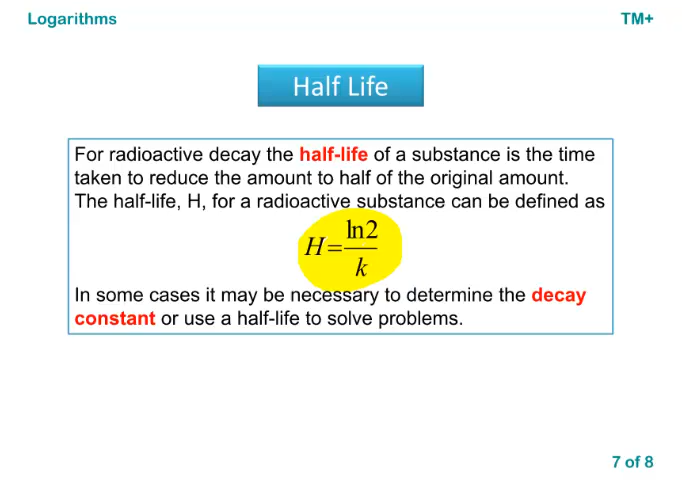 Logarithms TM+
Half Life
For radioactive decay the half-life of a substance is the time
taken to reduce the amount to half of the original amount.
The half-life, H, for a radioactive substance can be defined as
H = ln2 / k
In some cases it may be necessary to determine the decay
constant or use a half-life to solve problems.
7 of 8